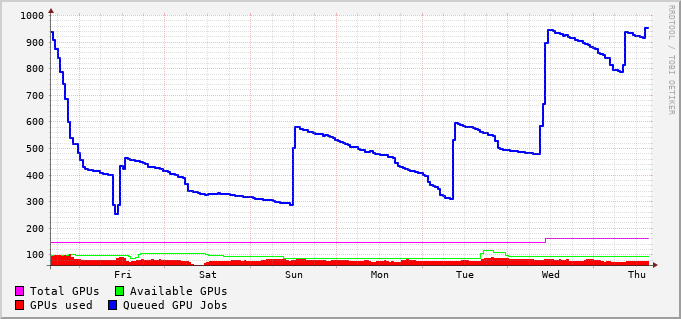 RRDTOOL / TOBI OETIKER
1000
900
800
700
600
500
400
300
200
100
Fri Sat Sun Mon Tue Wed Thu
Total GPUs Available GPUs
GPUs used Queued GPU Jobs